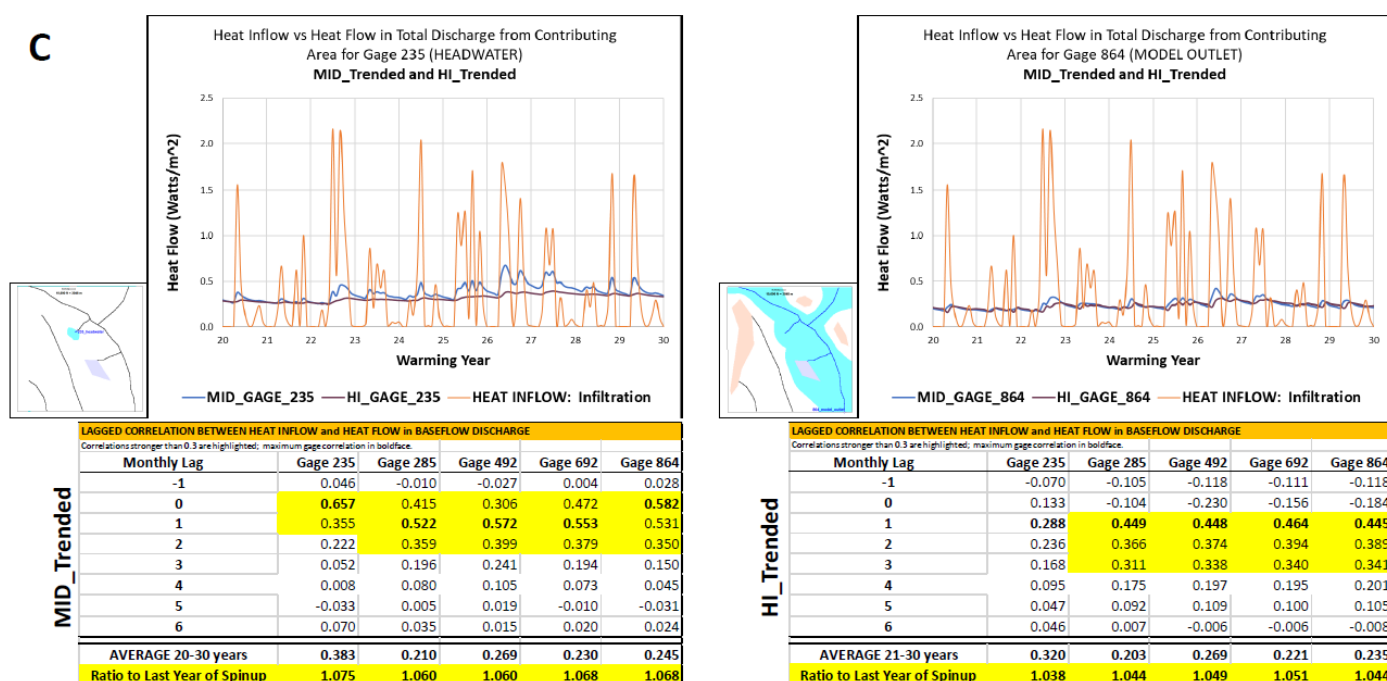 C
Heat Inflow vs Heat Flow in Total Discharge from Contributing
Area for Gage 235 (HEADWATER)
MID_Trended and HI_Trended
Heat Flow (Watts/m^2)
2.5
2.0
1.5
1.0
0.5
0.0
20 21 22 23 24 25 26 27 28 29 30
Warming Year
MID_GAGE_235 HI_GAGE_235 HEAT INFLOW: Infiltration
Heat Inflow vs Heat Flow in Total Discharge from Contributing
Area for Gage 864 (MODEL OUTLET)
MID_Trended and HI_Trended
Heat Flow (Watts/m^2)
2.5
2.0
1.5
1.0
0.5
0.0
20 21 22 23 24 25 26 27 28 29 30
Warming Year
MID_GAGE_864 HI_GAGE_864 HEAT INFLOW: Infiltration
MID_Trended
LAGGED CORRELATION BETWEEN HEAT INFLOW and HEAT FLOW in BASEFLOW DISCHARGE
Correlations stronger than 0.3 are highlighted; maximum gage correlation in boldface.
Monthly Lag Gage 235 Gage 285 Gage 492 Gage 692 Gage 864
-1 0.046 -0.010 -0.027 0.004 0.028
0 0.657 0.415 0.306 0.472 0.582
1 0.355 0.522 0.572 0.553 0.531
2 0.222 0.359 0.399 0.379 0.350
3 0.052 0.196 0.241 0.194 0.150
4 0.008 0.080 0.105 0.073 0.045
5 -0.033 0.005 0.019 -0.010 -0.031
6 0.070 0.035 0.015 0.020 0.024
AVERAGE 20-30 years 0.383 0.210 0.269 0.230 0.245
Ratio to Last Year of Spinup 1.075 1.060 1.060 1.068 1.068
HI_Trended
LAGGED CORRELATION BETWEEN HEAT INFLOW and HEAT FLOW in BASEFLOW DISCHARGE
Correlations stronger than 0.3 are highlighted; maximum gage correlation in boldface.
Monthly Lag Gage 235 Gage 285 Gage 492 Gage 692 Gage 864
-1 -0.070 -0.105 -0.118 -0.111 -0.118
0 0.133 -0.104 -0.230 -0.156 -0.184
1 0.288 0.449 0.448 0.464 0.445
2 0.236 0.366 0.374 0.394 0.389
3 0.168 0.311 0.338 0.340 0.341
4 0.095 0.175 0.197 0.195 0.201
5 0.047 0.092 0.109 0.100 0.105
6 0.046 0.007 -0.006 -0.006 -0.008
AVERAGE 21-30 years 0.320 0.203 0.269 0.221 0.235
Ratio to Last Year of Spinup 1.038 1.044 1.049 1.051 1.044